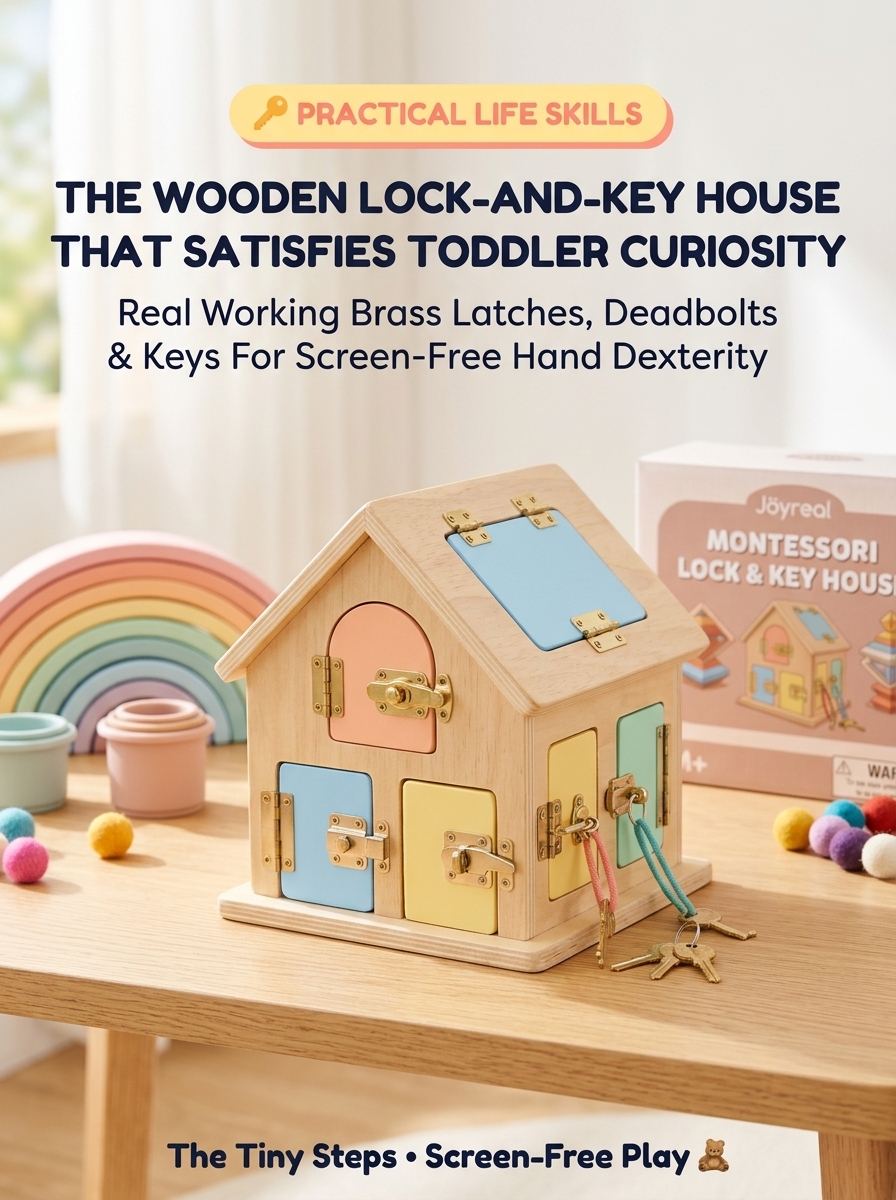 🔑 PRACTICAL LIFE SKILLS
THE WOODEN LOCK-AND-KEY HOUSE
THAT SATISFIES TODDLER CURIOSITY
Real Working Brass Latches, Deadbolts
& Keys For Screen-Free Hand Dexterity
Jöyreal
MONTESSORI
LOCK & KEY HOUS
The Tiny Steps • Screen-Free Play 🧸